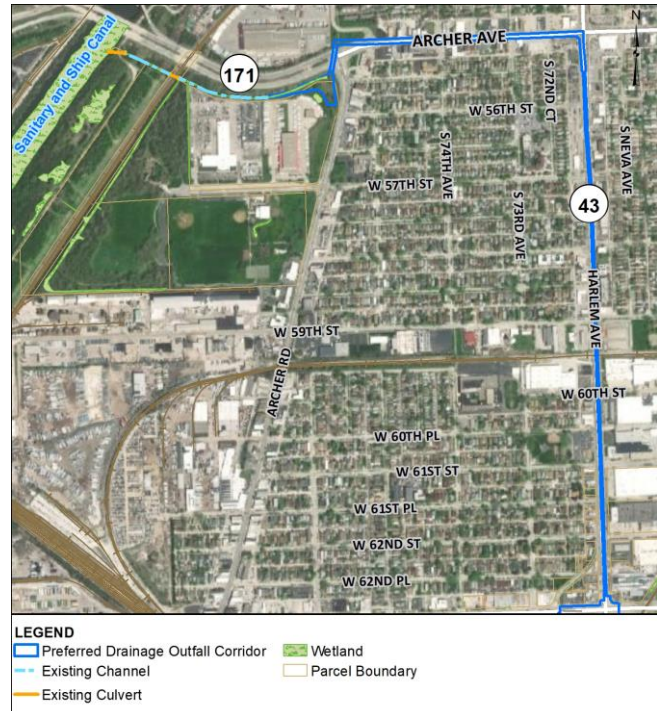 N
ARCHER AVE
171
Sanitary and Ship Canal
S 72ND CT
W 56TH ST
S NEVA AVE
S 74TH AVE
W 57TH ST
S 73RD AVE
43
HARLEM AVE
W 59TH ST
ARCHER RD
W 60TH ST
W 60TH PL
W 61ST ST
W 61ST PL
W 62ND ST
W 62ND PL
LEGEND
Preferred Drainage Outfall Corridor
Wetland
Existing Channel
Parcel Boundary
Existing Culvert